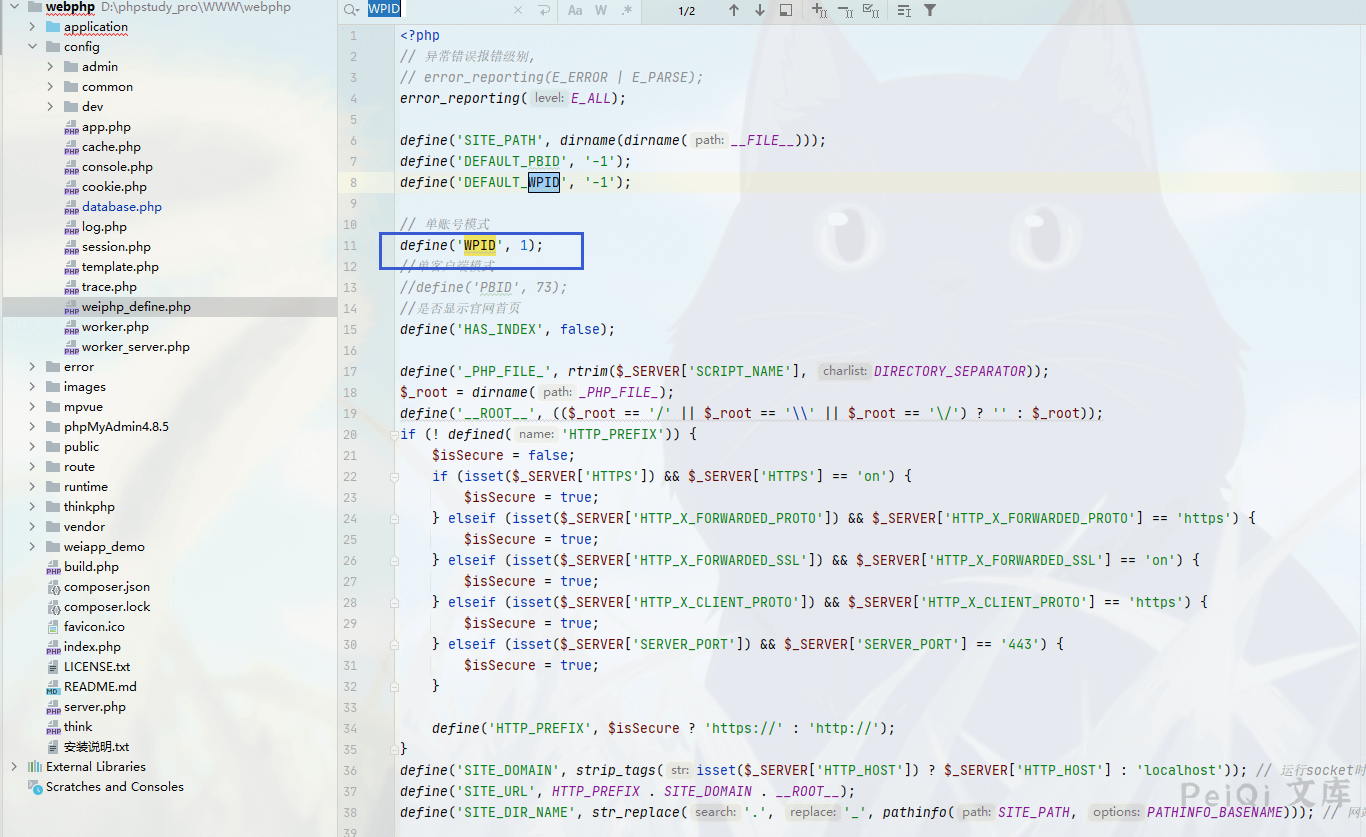 webphp D:\phpstudy_pro\WWW\webphp
application
config
admin
common
dev
app.php
cache.php
console.php
cookie.php
database.php
log.php
session.php
template.php
trace.php
weiphp_define.php
worker.php
worker_server.php
error
images
mpvue
phpMyAdmin4.8.5
public
route
runtime
thinkphp
vendor
weiapp_demo
build.php
composer.json
composer.lock
favicon.ico
index.php
LICENSE.txt
README.md
server.php
think
安装说明.txt
External Libraries
Scratches and Consoles
WPID × Aa W .* 1/2
1 <?php
2 // 异常错误报错级别,
3 // error_reporting(E_ERROR | E_PARSE);
4 error_reporting( level: E_ALL);
5
6 define('SITE_PATH', dirname(dirname( path: __FILE__)));
7 define('DEFAULT_PBID', '-1');
8 define('DEFAULT_WPID', '-1');
9
10 // 单账号模式
11 define('WPID', 1);
12 //单客户端模式
13 //define('PBID', 73);
14 //是否显示官网首页
15 define('HAS_INDEX', false);
16
17 define('_PHP_FILE_', rtrim($_SERVER['SCRIPT_NAME'], charlist: DIRECTORY_SEPARATOR));
18 $_root = dirname( path: _PHP_FILE_);
19 define('__ROOT__', (($_root == '/' || $_root == '\\' || $_root == '\/') ? '' : $_root));
20 if (! defined( name: 'HTTP_PREFIX')) {
21 $isSecure = false;
22 if (isset($_SERVER['HTTPS']) && $_SERVER['HTTPS'] == 'on') {
23 $isSecure = true;
24 } elseif (isset($_SERVER['HTTP_X_FORWARDED_PROTO']) && $_SERVER['HTTP_X_FORWARDED_PROTO'] == 'https') {
25 $isSecure = true;
26 } elseif (isset($_SERVER['HTTP_X_FORWARDED_SSL']) && $_SERVER['HTTP_X_FORWARDED_SSL'] == 'on') {
27 $isSecure = true;
28 } elseif (isset($_SERVER['HTTP_X_CLIENT_PROTO']) && $_SERVER['HTTP_X_CLIENT_PROTO'] == 'https') {
29 $isSecure = true;
30 } elseif (isset($_SERVER['SERVER_PORT']) && $_SERVER['SERVER_PORT'] == '443') {
31 $isSecure = true;
32 }
33
34 define('HTTP_PREFIX', $isSecure ? 'https://' : 'http://');
35 }
36 define('SITE_DOMAIN', strip_tags( str: isset($_SERVER['HTTP_HOST']) ? $_SERVER['HTTP_HOST'] : 'localhost')); // 运行socket时
37 define('SITE_URL', HTTP_PREFIX . SITE_DOMAIN . __ROOT__);
38 define('SITE_DIR_NAME', str_replace( search: '.', replace: '_', pathinfo( path: SITE_PATH, options: PATHINFO_BASENAME))); // 网
39
PeiQi 文库